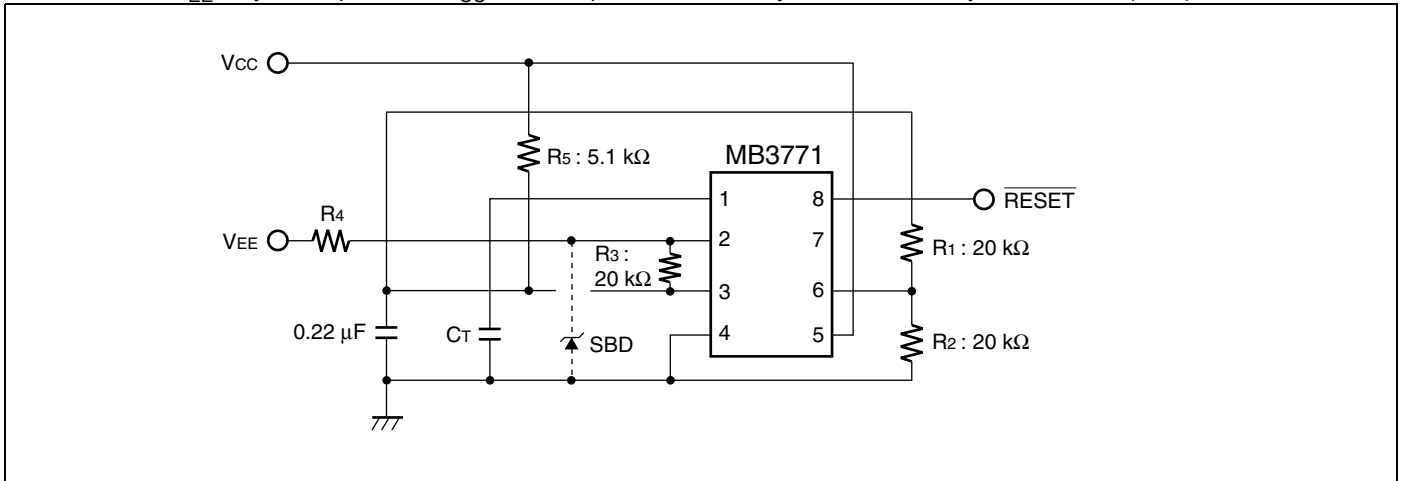 VCC
R5 : 5.1 kΩ
MB3771
1
8
RESET
R4
VEE
2
7
R3 :
20 kΩ
R1 : 20 kΩ
3
6
0.22 μF
CT
SBD
4
5
R2 : 20 kΩ